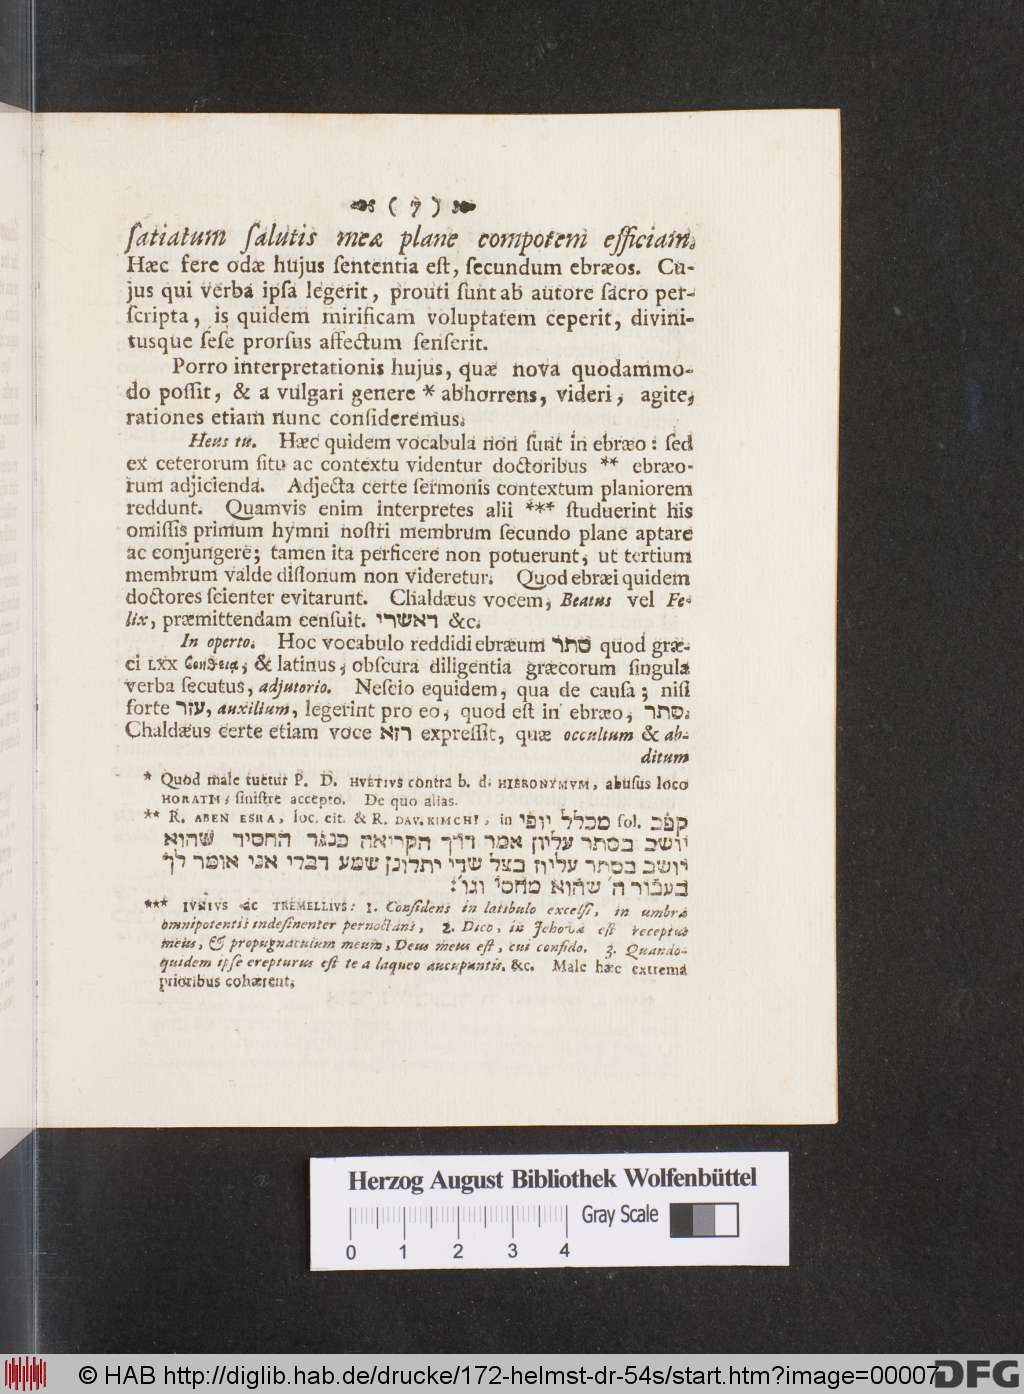 ( 7 )
ſatiatum ſalutis meæ plane compotem efficiam.
Hæc fere odæ hujus ſententia eſt, ſecundum ebræos. Cu-
jus qui verba ipſa legerit, prouti ſunt ab autore ſacro per-
ſcripta, is quidem mirificam voluptatem ceperit, divini-
tusque ſeſe prorſus affectum ſenſerit.
Porro interpretationis hujus, quæ nova quodammo-
do poſſit, & a vulgari genere * abhorrens, videri, agite,
rationes etiam nunc conſideremus.
Heus tu. Hæc quidem vocabula non ſunt in ebræo: ſed
ex ceterorum ſitu ac contextu videntur doctoribus ** ebræo-
rum adjicienda. Adjecta certe ſermonis contextum planiorem
reddunt. Quamvis enim interpretes alii *** ſtuduerint his
omiſſis primum hymni noſtri membrum ſecundo plane aptare
ac conjungere; tamen ita perficere non potuerunt, ut tertium
membrum valde diſtortum non videretur. Quod ebræi quidem
doctores ſcienter evitarunt. Chaldæus vocem, Beatus vel Fe-
lix, præmittendam cenſuit. ראשרי &c.
In operto. Hoc vocabulo reddidi ebræum סתר quod græ-
ci LXX βοηθεια, & latinus, obſcura diligentia græcorum ſingula
verba ſecutus, adjutorio. Neſcio equidem, qua de cauſa; niſi
forte עזר, auxilium, legerint pro eo, quod eſt in ebræo, סתר.
Chaldæus certe etiam voce רזא expreſſit, quæ occultum & ab-
ditum
* Quod male tuetur P. D. HVETIVS contra b. d. HIERONYMVM, abuſus loco
HORATII, ſiniſtre accepto. De quo alias.
** R. ABEN ESRA, loc. cit. & R. DAV. KIMCHI, in מכלל יופי fol. קפב
יושב בסתר עליון אמר דרך הקריאה כנגד החסיד שהוא
יושב בסתר עליון בצל שדי יתלונן שמע דברי אני אומר לך
בעבור ה׳ שהוא מחסי וגו׳:
*** IVNIVS ac TREMELLIVS: 1. Conſidens in latibulo excelſi, in umbra
omnipotentis indeſinenter pernoctans, 2. Dico, in Jehova eſt receptus
meus, & propugnaculum meum, Deus meus eſt, cui confido. 3. Quando-
quidem ipſe erepturus eſt te a laqueo aucupantis. &c. Male hæc extrema
prioribus cohærent.
Herzog August Bibliothek Wolfenbüttel
Gray Scale
0 1 2 3 4
© HAB http://diglib.hab.de/drucke/172-helmst-dr-54s/start.htm?image=00007
DFG